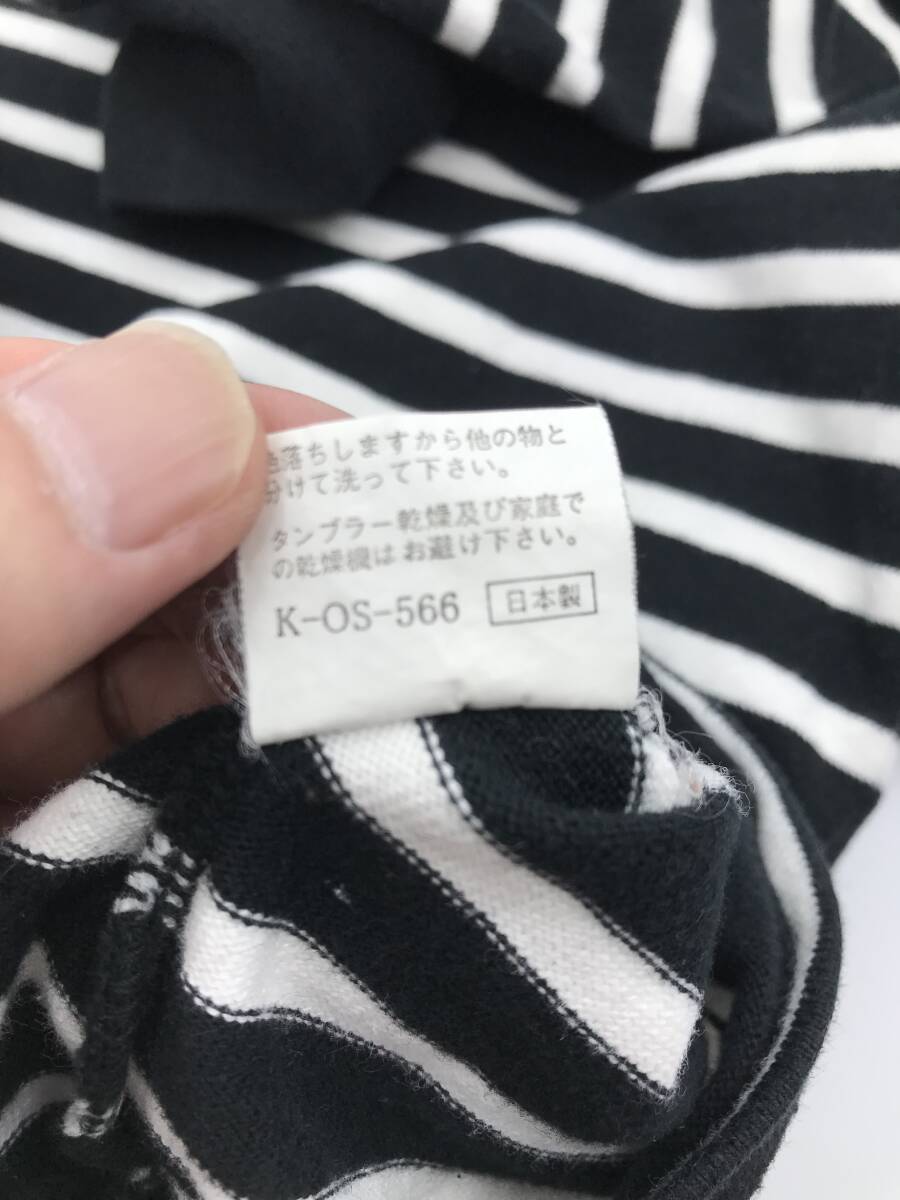 色落ちしますから他の物と
分けて洗って下さい。
タンブラー乾燥及び家庭で
の乾燥機はお避け下さい。
K-OS-566 日本製